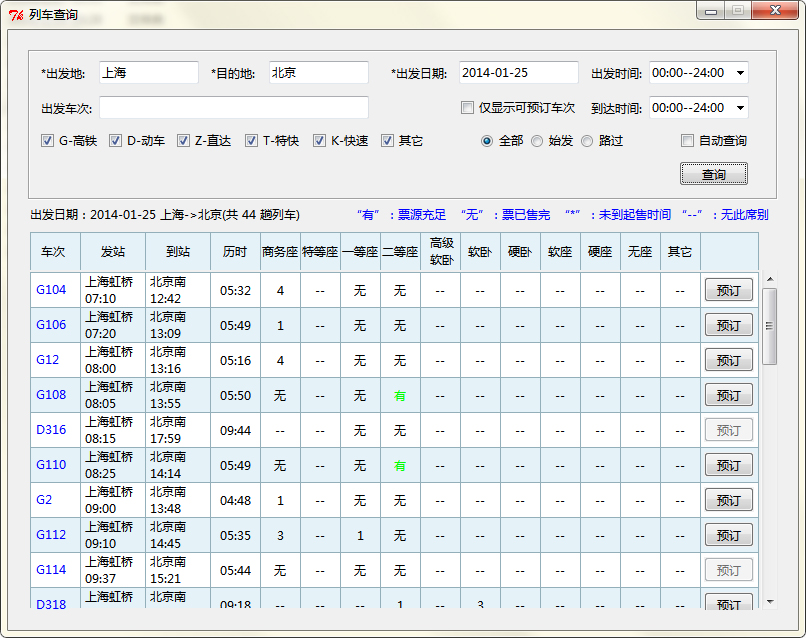 列车查询
*出发地: 上海 *目的地: 北京 *出发日期: 2014-01-25 出发时间: 00:00--24:00
出发车次: 仅显示可预订车次 到达时间: 00:00--24:00
G-高铁 D-动车 Z-直达 T-特快 K-快速 其它 全部 始发 路过 自动查询
查询
出发日期：2014-01-25 上海->北京(共 44 趟列车) “有” ：票源充足 “无” ：票已售完 “*” ：未到起售时间 “--” ：无此席别
车次 发站 到站 历时 商务座 特等座 一等座 二等座 高级 软卧 硬卧 软座 硬座 无座 其它
软卧
G104 上海虹桥 北京南 05:32 4 -- 无 无 -- -- -- -- -- -- -- 预订
07:10 12:42
G106 上海虹桥 北京南 05:49 1 -- 无 无 -- -- -- -- -- -- -- 预订
07:20 13:09
G12 上海虹桥 北京南 05:16 4 -- 无 无 -- -- -- -- -- -- -- 预订
08:00 13:16
G108 上海虹桥 北京南 05:50 无 -- 无 有 -- -- -- -- -- -- -- 预订
08:05 13:55
D316 上海虹桥 北京南 09:44 -- -- 无 无 -- -- -- -- -- -- -- 预订
08:15 17:59
G110 上海虹桥 北京南 05:49 无 -- 无 有 -- -- -- -- -- -- -- 预订
08:25 14:14
G2 上海虹桥 北京南 04:48 1 -- 无 无 -- -- -- -- -- -- -- 预订
09:00 13:48
G112 上海虹桥 北京南 05:35 3 -- 1 无 -- -- -- -- -- -- -- 预订
09:10 14:45
G114 上海虹桥 北京南 05:44 无 -- 无 无 -- -- -- -- -- -- -- 预订
09:37 15:21
D318 上海虹桥 北京南 09:18 -- -- -- 1 -- 3 -- -- -- -- -- 预订